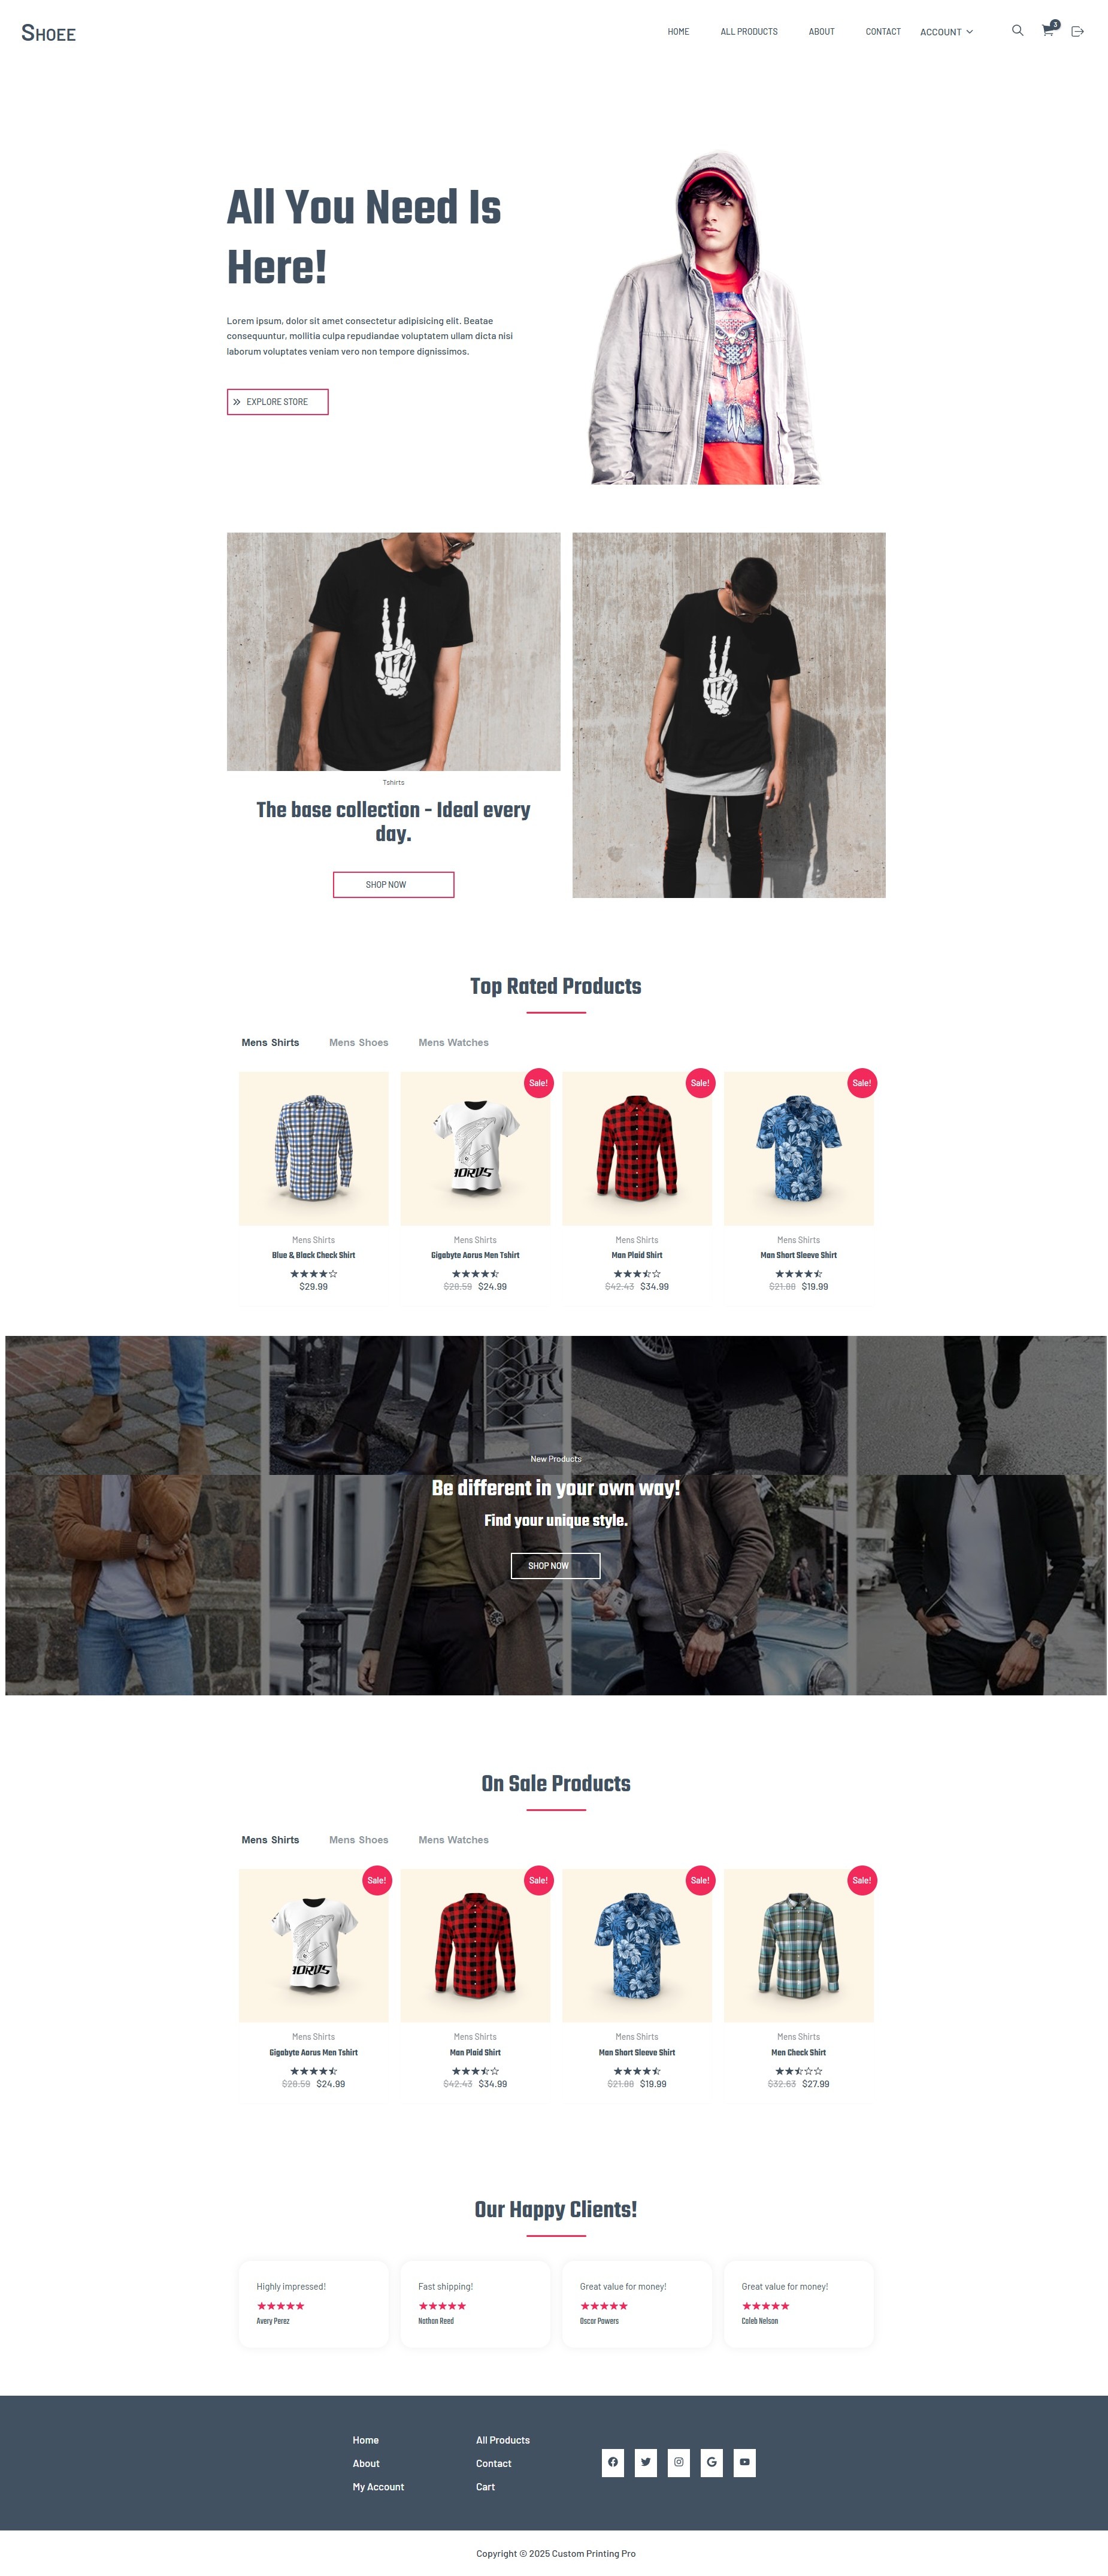 SHOEE
HOME ALL PRODUCTS ABOUT CONTACT ACCOUNT 3
All You Need Is
Here!
Lorem ipsum, dolor sit amet consectetur adipisicing elit. Beatae
consequuntur, mollitia culpa repudiandae voluptatem ullam dicta nisi
laborum voluptates veniam vero non tempore dignissimos.
EXPLORE STORE
Tshirts
The base collection - Ideal every
day.
SHOP NOW
Top Rated Products
Mens Shirts Mens Shoes Mens Watches
Sale! Sale! Sale!
AORUS
Mens Shirts Mens Shirts Mens Shirts Mens Shirts
Blue & Black Check Shirt Gigabyte Aorus Men Tshirt Man Plaid Shirt Man Short Sleeve Shirt
$29.99 $28.59 $24.99 $42.43 $34.99 $21.88 $19.99
New Products
Be different in your own way!
Find your unique style.
SHOP NOW
On Sale Products
Mens Shirts Mens Shoes Mens Watches
Sale! Sale! Sale! Sale!
AORUS
Mens Shirts Mens Shirts Mens Shirts Mens Shirts
Gigabyte Aorus Men Tshirt Man Plaid Shirt Man Short Sleeve Shirt Men Check Shirt
$28.59 $24.99 $42.43 $34.99 $21.88 $19.99 $32.63 $27.99
Our Happy Clients!
Highly impressed! Fast shipping! Great value for money! Great value for money!
Avery Perez Nathan Reed Oscar Powers Caleb Nelson
Home All Products
About Contact
My Account Cart
Copyright © 2025 Custom Printing Pro